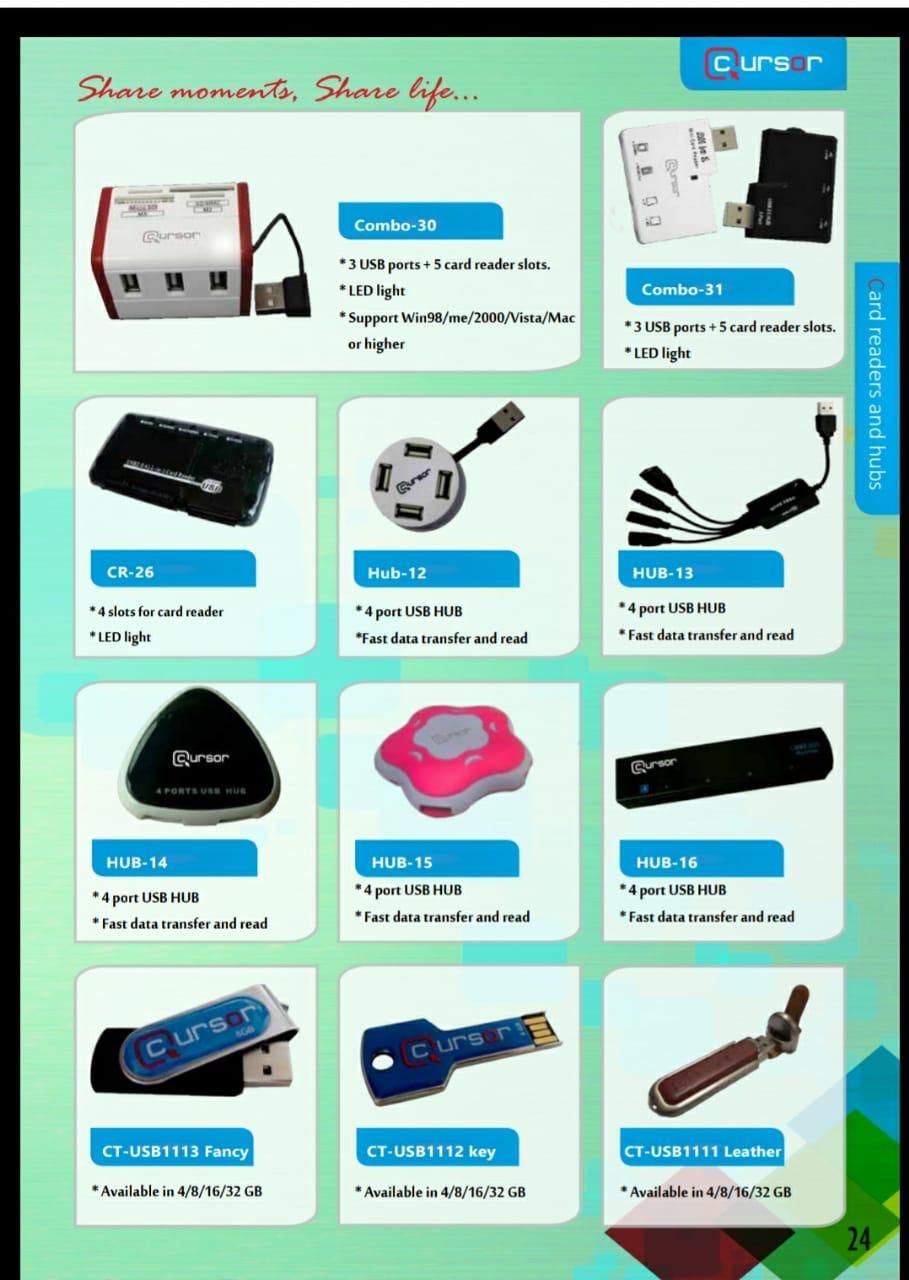 Cursor
Share moments, Share life...
Micro SD
M2
Cursor
Combo-30
* 3 USB ports + 5 card reader slots.
* LED light
* Support Win98/me/2000/Vista/Mac
or higher
Cursor
Combo-31
* 3 USB ports + 5 card reader slots.
* LED light
Card readers and hubs
USB
CR-26
* 4 slots for card reader
* LED light
Cursor
Hub-12
* 4 port USB HUB
*Fast data transfer and read
HUB-13
* 4 port USB HUB
* Fast data transfer and read
Cursor
4 PORTS USB HUB
HUB-14
* 4 port USB HUB
* Fast data transfer and read
HUB-15
* 4 port USB HUB
* Fast data transfer and read
Cursor
HUB-16
* 4 port USB HUB
* Fast data transfer and read
Cursor
8GB
CT-USB1113 Fancy
* Available in 4/8/16/32 GB
Cursor
CT-USB1112 key
* Available in 4/8/16/32 GB
CT-USB1111 Leather
* Available in 4/8/16/32 GB
24